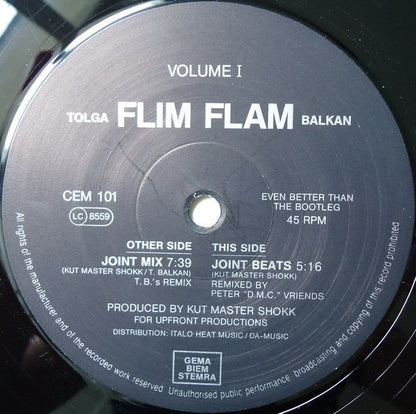 VOLUME I
TOLGA FLIM FLAM BALKAN
CEM 101
LC 8559
EVEN BETTER THAN
THE BOOTLEG
45 RPM
OTHER SIDE
JOINT MIX 7:39
(KUT MASTER SHOKK/T. BALKAN)
T.B.'s REMIX
THIS SIDE
JOINT BEATS 5:16
(KUT MASTER SHOKK)
REMIXED BY
PETER "D.M.C." VRIENDS
PRODUCED BY KUT MASTER SHOKK
FOR UPFRONT PRODUCTIONS
DISTRIBUTION: ITALO HEAT MUSIC / DA-MUSIC
GEMA
BIEM
STEMRA
All rights of the manufacturer and of the owner of the recorded work reserved. Unauthorised public performance, broadcasting and copying of this record prohibited